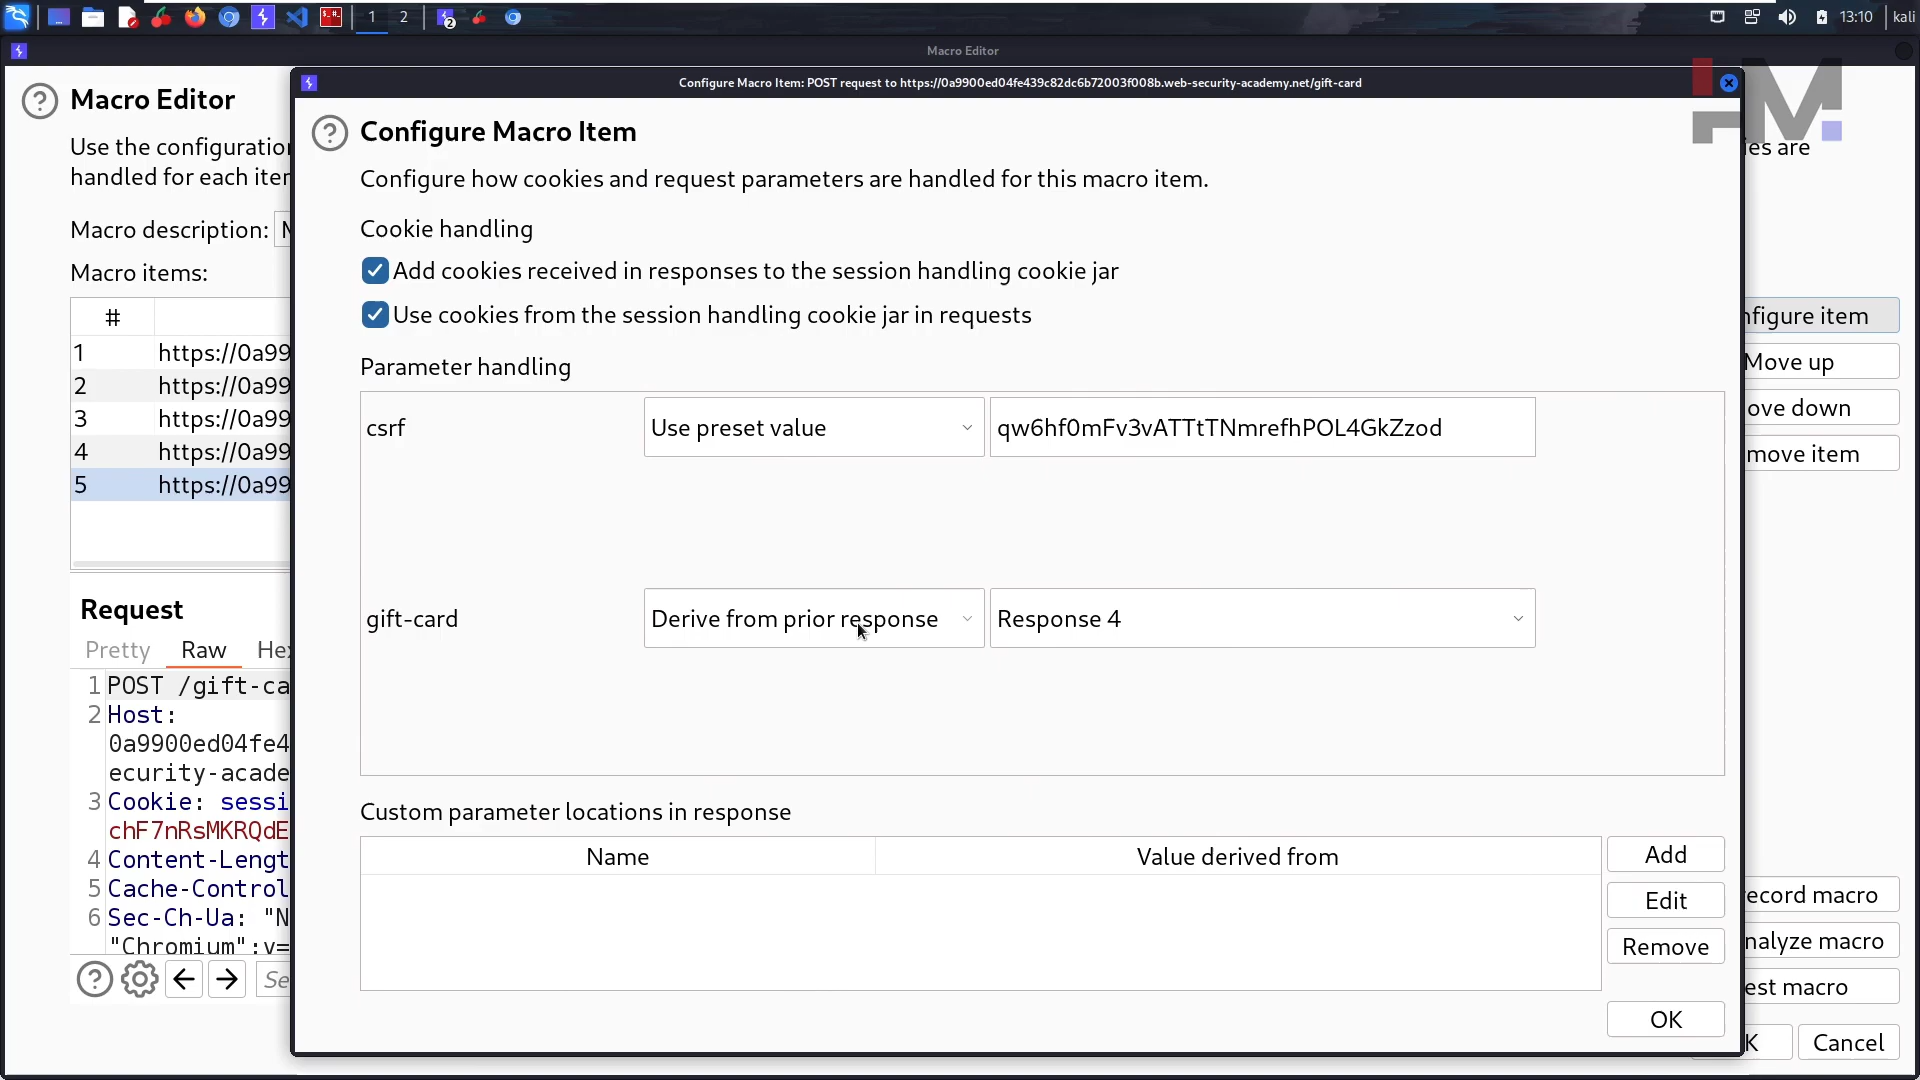 1
2
2
13:10
kali
Macro Editor
Configure Macro Item: POST request to https://0a9900ed04fe439c82dc6b72003f008b.web-security-academy.net/gift-card
Macro Editor
Use the configuration
handled for each iter
es are
Macro description:
Macro items:
#
1 https://0a99
2 https://0a99
3 https://0a99
4 https://0a99
5 https://0a99
Configure Macro Item
Configure how cookies and request parameters are handled for this macro item.
Cookie handling
Add cookies received in responses to the session handling cookie jar
Use cookies from the session handling cookie jar in requests
Parameter handling
csrf
Use preset value
qw6hf0mFv3vATTtTNmrefhPOL4GkZzod
gift-card
Derive from prior response
Response 4
Custom parameter locations in response
Name
Value derived from
Add
Edit
Remove
OK
nfigure item
Move up
ove down
move item
ecord macro
nalyze macro
est macro
K
Cancel
Request
Pretty Raw Hex
1 POST /gift-ca
2 Host:
0a9900ed04fe4
ecurity-acade
3 Cookie: sessi
chF7nRsMKRQdE
4 Content-Lengt
5 Cache-Control
6 Sec-Ch-Ua: "N
"Chromium";v=
Se